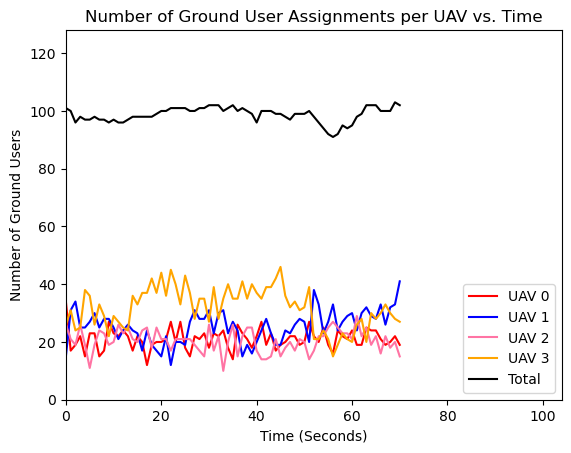 Number of Ground User Assignments per UAV vs. Time
Number of Ground Users
120
100
80
60
40
20
0
0 20 40 60 80 100
Time (Seconds)
UAV 0
UAV 1
UAV 2
UAV 3
Total